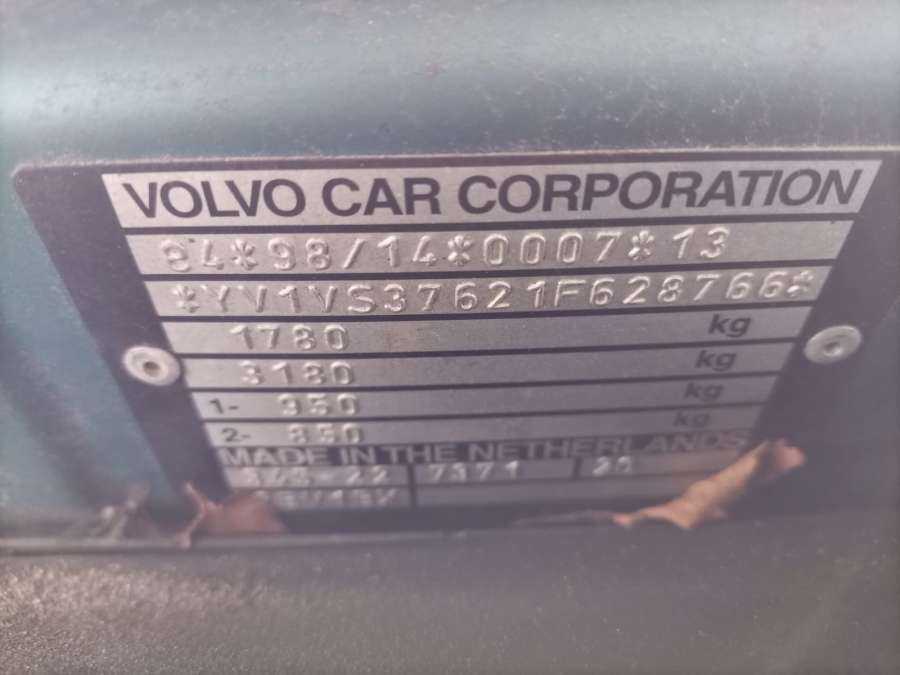 VOLVO CAR CORPORATION
94*98/14*0007*13
*YV1VS37621F628766*
1780 kg
3180 kg
1- 950 kg
2- 850 kg
MADE IN THE NETHERLANDS
7371